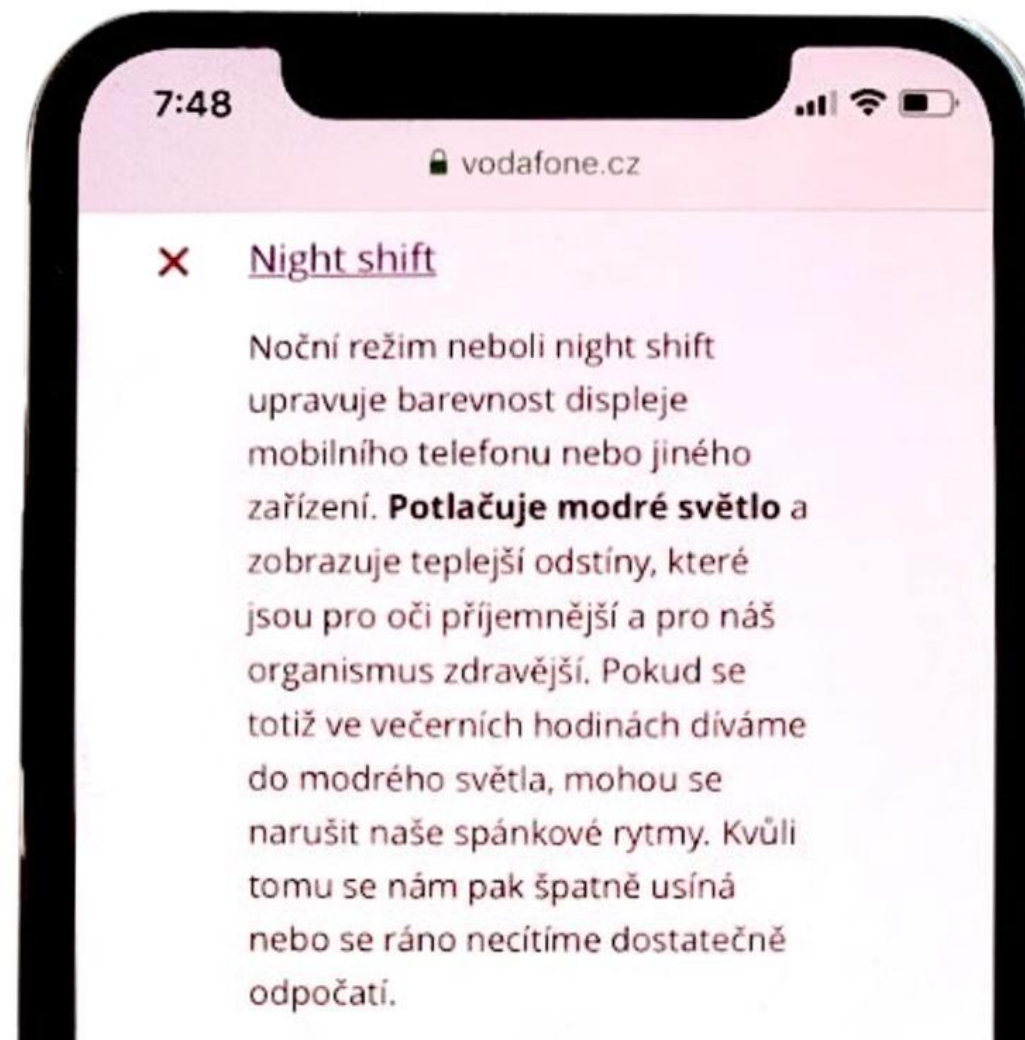 7:48
vodafone.cz
Night shift
Noční režim neboli night shift
upravuje barevnost displeje
mobilního telefonu nebo jiného
zařízení. Potlačuje modré světlo a
zobrazuje teplejší odstíny, které
jsou pro oči příjemnější a pro náš
organismus zdravější. Pokud se
totiž ve večerních hodinách díváme
do modrého světla, mohou se
narušit naše spánkové rytmy. Kvůli
tomu se nám pak špatně usíná
nebo se ráno necítíme dostatečně
odpočatí.